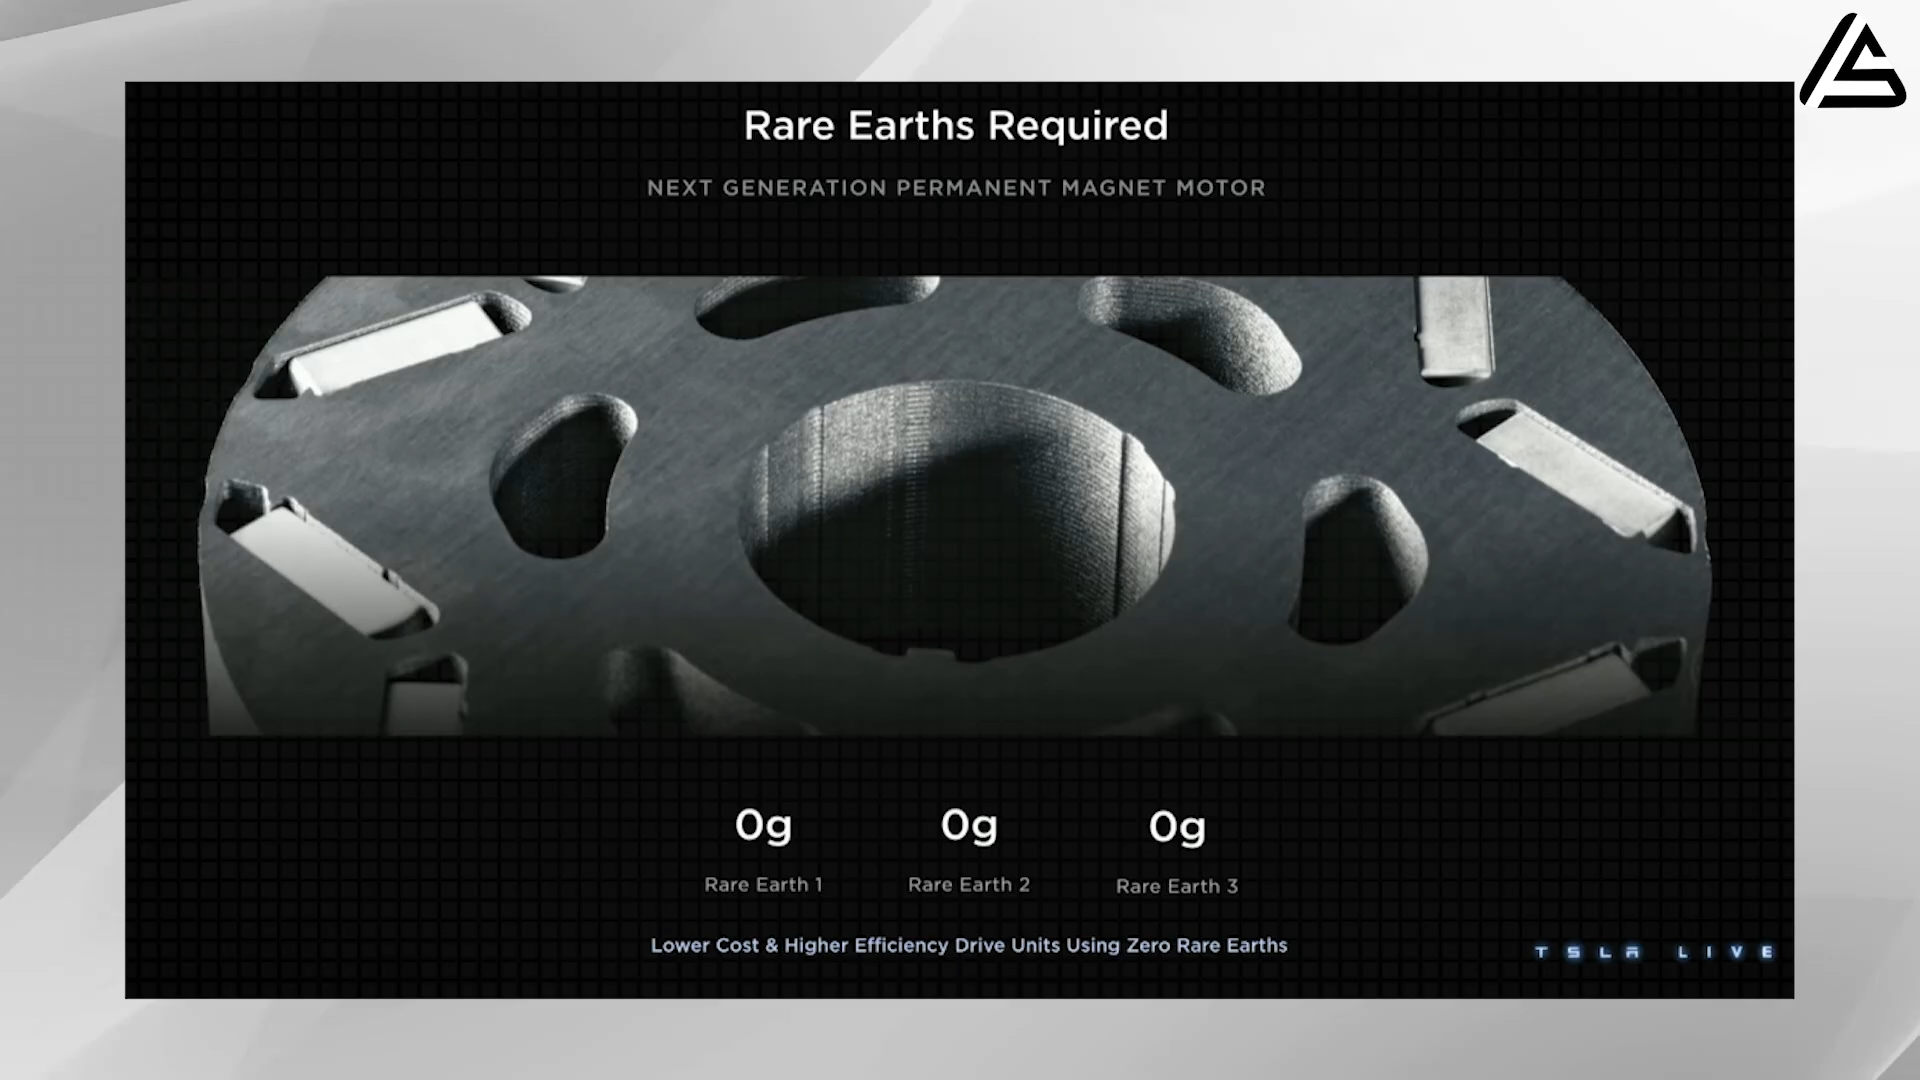 Rare Earths Required
NEXT GENERATION PERMANENT MAGNET MOTOR
0g 0g 0g
Rare Earth 1 Rare Earth 2 Rare Earth 3
Lower Cost & Higher Efficiency Drive Units Using Zero Rare Earths
TSLA LIVE